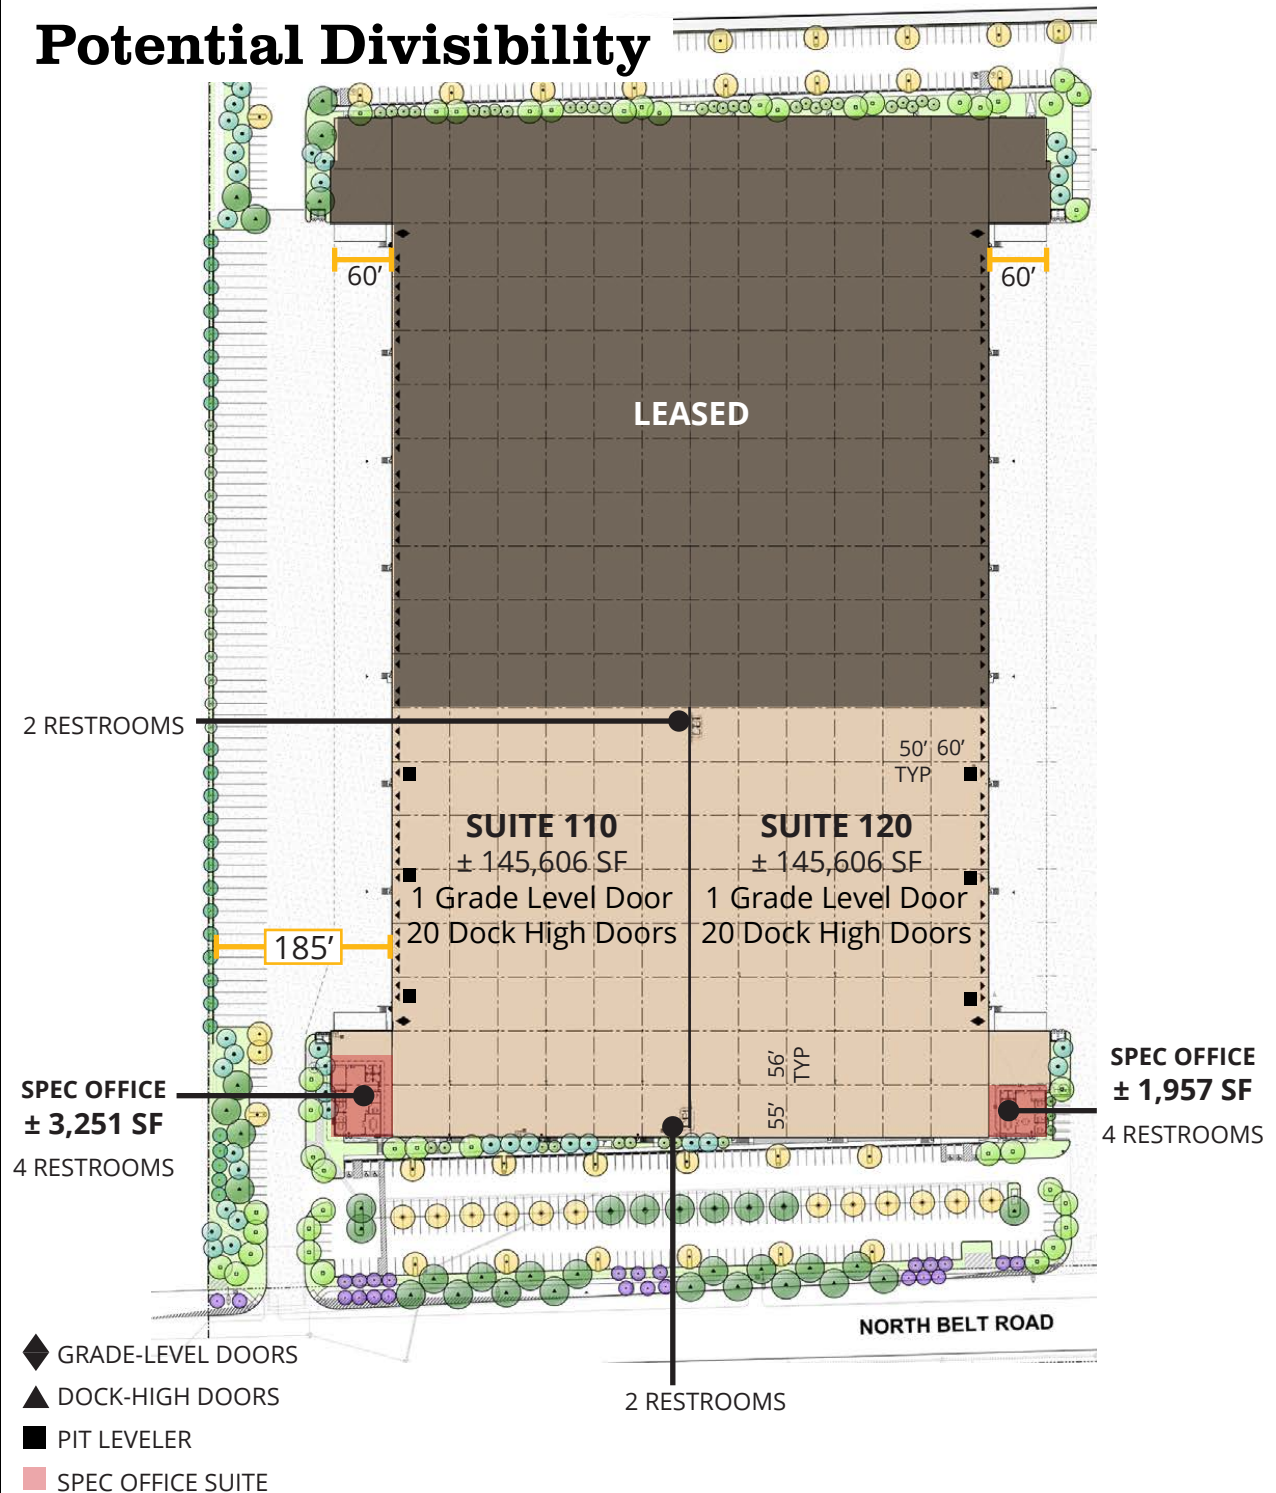 Potential Divisibility
60’
60’
LEASED
2 RESTROOMS
50’ 60’
TYP
SUITE 110
± 145,606 SF
1 Grade Level Door
20 Dock High Doors
SUITE 120
± 145,606 SF
1 Grade Level Door
20 Dock High Doors
185’
55’ 56’
TYP
SPEC OFFICE
± 3,251 SF
4 RESTROOMS
SPEC OFFICE
± 1,957 SF
4 RESTROOMS
NORTH BELT ROAD
2 RESTROOMS
GRADE-LEVEL DOORS
DOCK-HIGH DOORS
PIT LEVELER
SPEC OFFICE SUITE